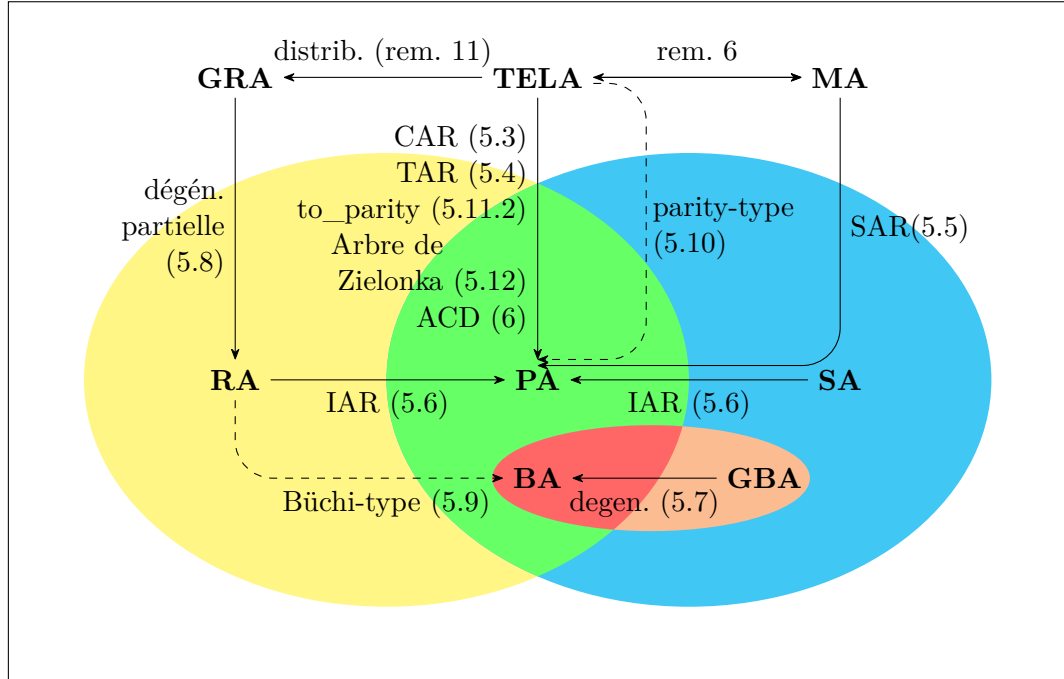 distrib. (rem. 11)
rem. 6
GRA
TELA
MA
CAR (5.3)
TAR (5.4)
to_parity (5.11.2)
Arbre de
Zielonka (5.12)
ACD (6)
dégén.
partielle
(5.8)
parity-type
(5.10)
SAR(5.5)
RA
PA
SA
IAR (5.6)
IAR (5.6)
BA
GBA
Büchi-type (5.9)
degen. (5.7)